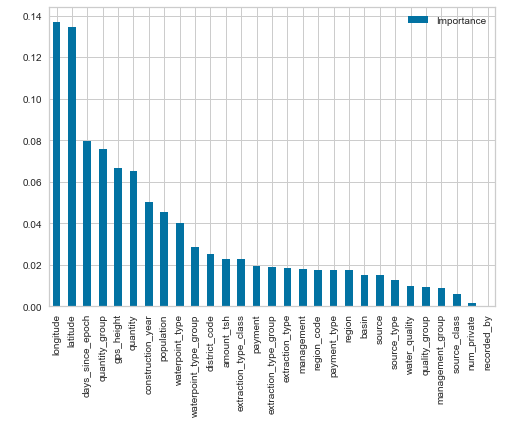 0.14
0.12
0.10
0.08
0.06
0.04
0.02
0.00
Importance
longitude
latitude
days_since_epoch
quantity_group
gps_height
quantity
construction_year
population
waterpoint_type
waterpoint_type_group
district_code
amount_tsh
extraction_type_class
payment
extraction_type_group
extraction_type
management
region_code
payment_type
region
basin
source
source_type
water_quality
quality_group
management_group
source_class
num_private
recorded_by